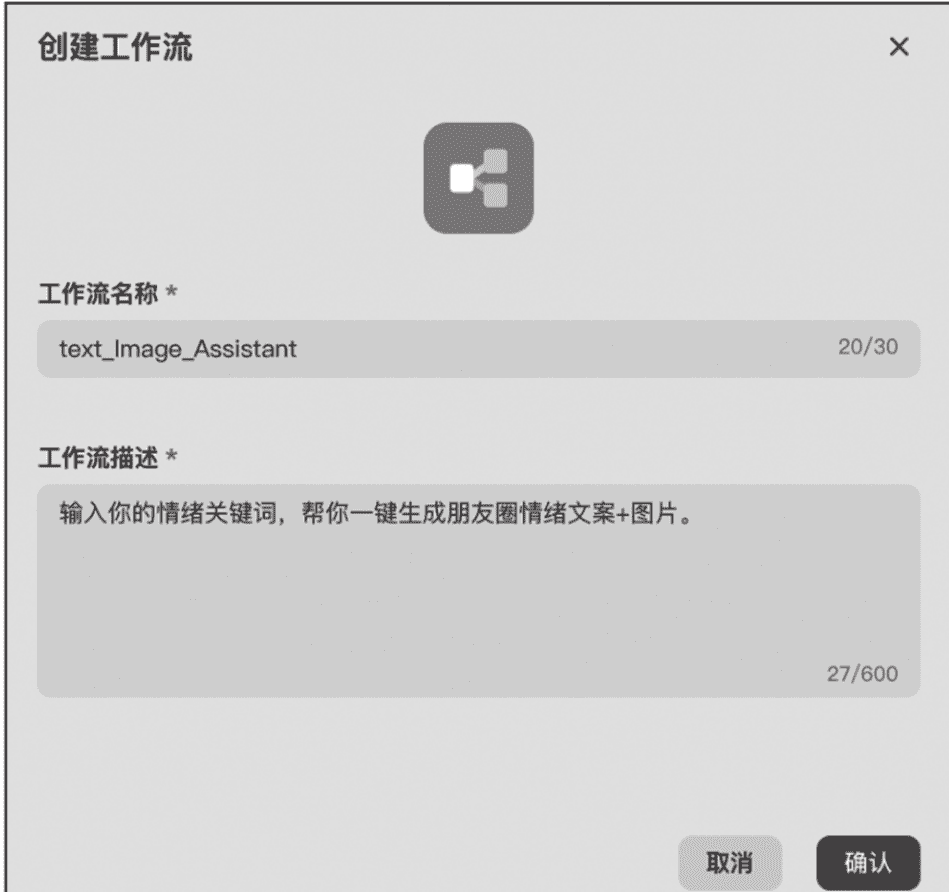 创建工作流
工作流名称 *
text_Image_Assistant
20/30
工作流描述 *
输入你的情绪关键词，帮你一键生成朋友圈情绪文案+图片。
27/600
取消
确认